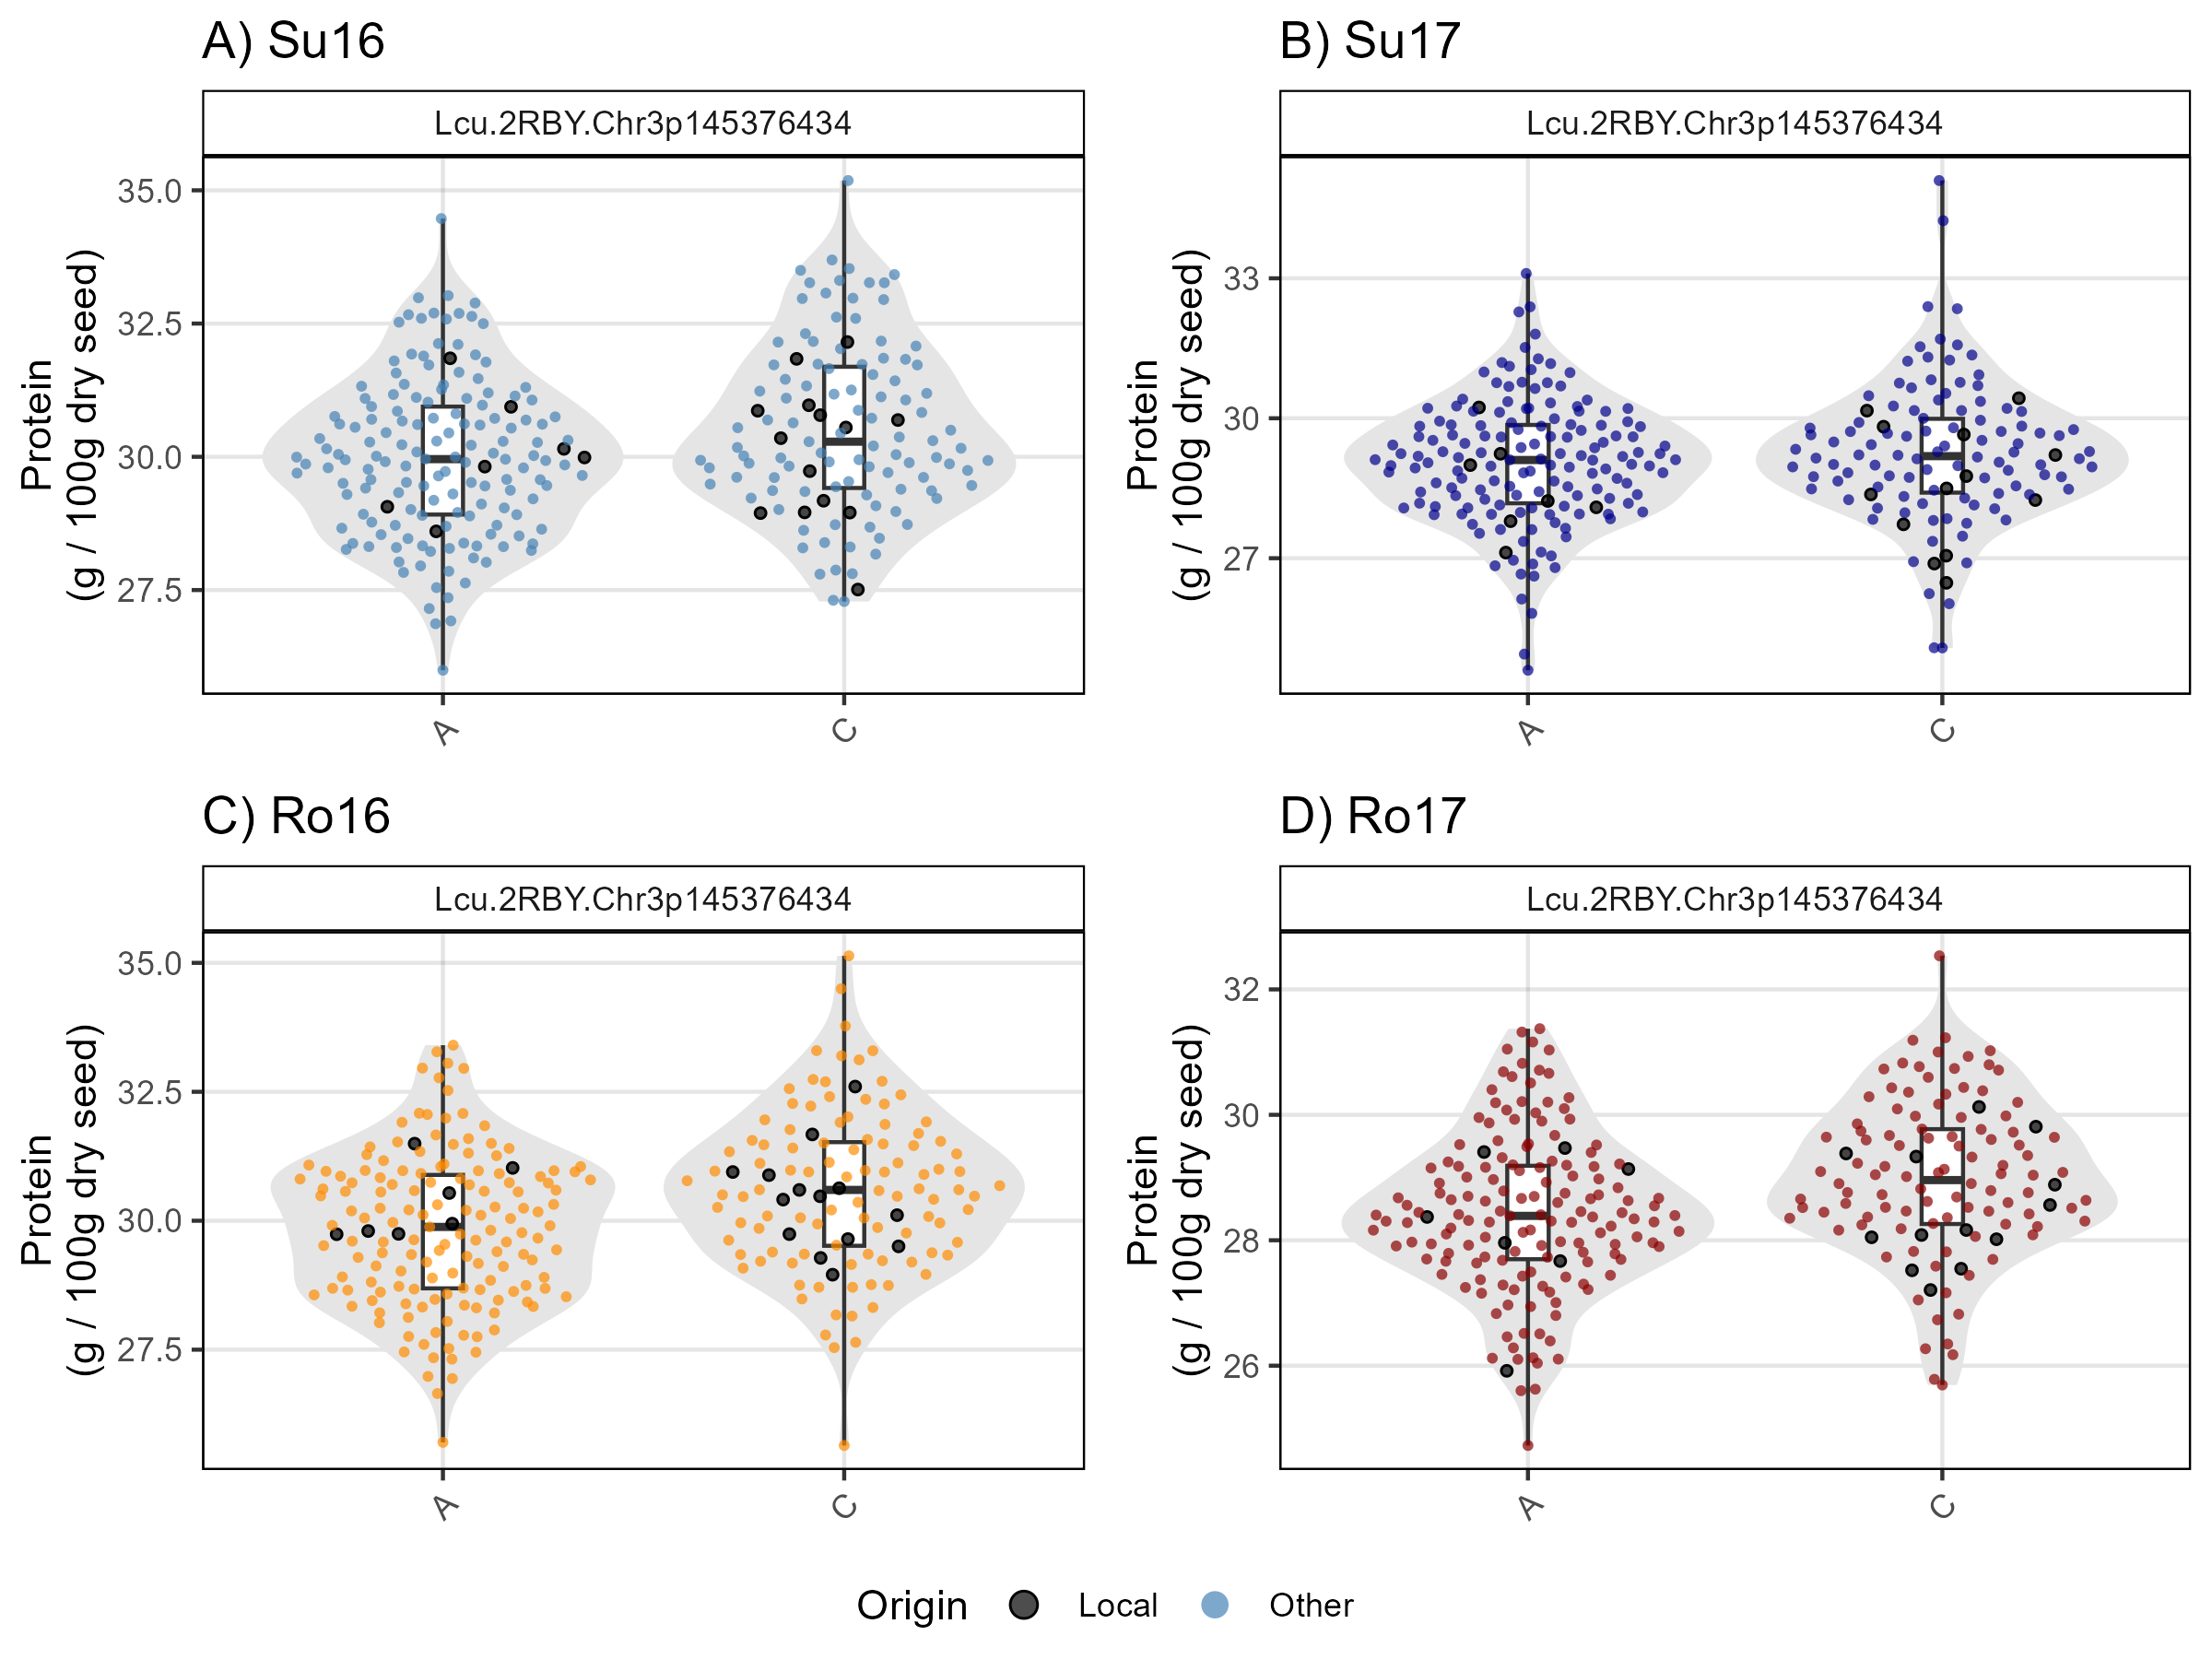 A) Su16
Lcu.2RBY.Chr3p145376434
Protein
(g / 100g dry seed)
35.0
32.5
30.0
27.5
A
C
B) Su17
Lcu.2RBY.Chr3p145376434
Protein
(g / 100g dry seed)
33
30
27
A
C
C) Ro16
Lcu.2RBY.Chr3p145376434
Protein
(g / 100g dry seed)
35.0
32.5
30.0
27.5
A
C
D) Ro17
Lcu.2RBY.Chr3p145376434
Protein
(g / 100g dry seed)
32
30
28
26
A
C
Origin Local Other